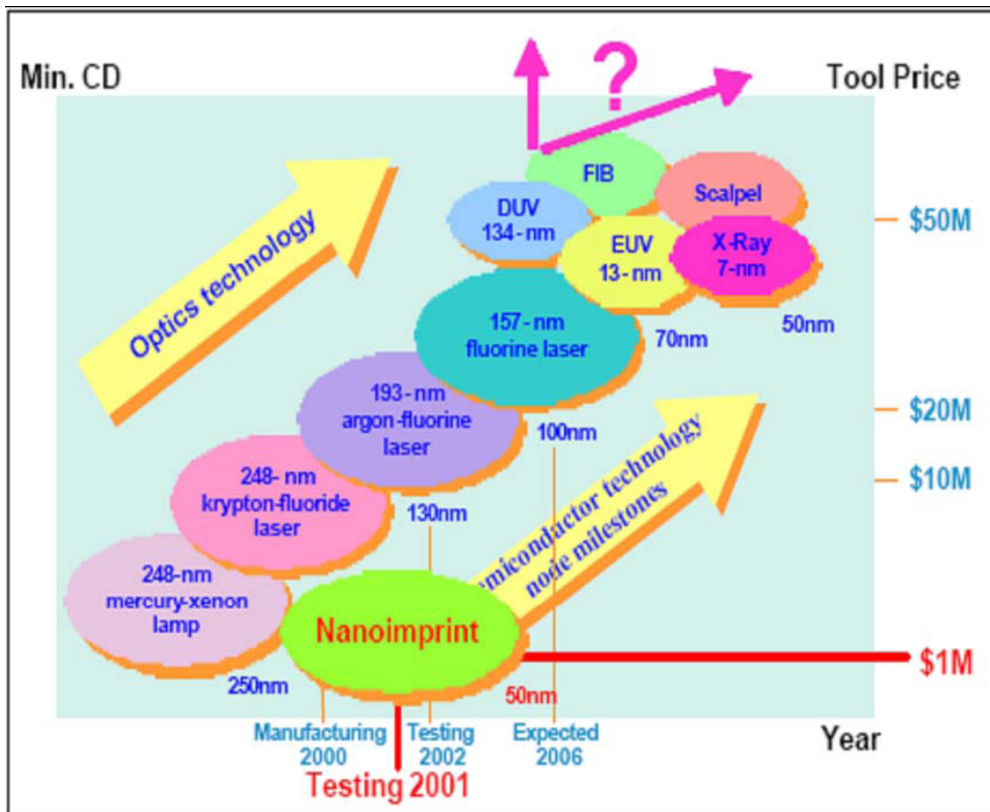 Min. CD
?
Tool Price
Optics technology
FIB
Scalpel
DUV
134- nm
EUV
13- nm
X-Ray
7-nm
$50M
157- nm
fluorine laser
70nm
50nm
193- nm
argon-fluorine
laser
100nm
$20M
248- nm
krypton-fluoride
laser
130nm
$10M
emiconductor technology
node milestones
248-nm
mercury-xenon
lamp
Nanoimprint
250nm
50nm
$1M
Manufacturing
2000
Testing
2002
Expected
2006
Year
Testing 2001